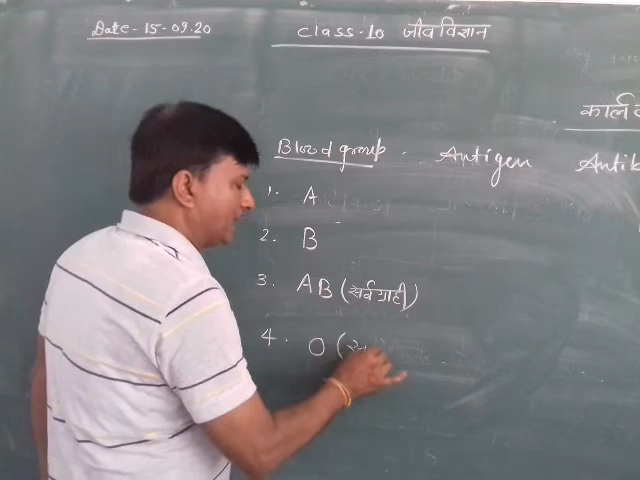 Date - 15-09.20
Class-10 जीव विज्ञान
कार्ल
Blood group . Antigen Antib
1. A
2. B
3. AB (सर्वग्राही)
4. O (स